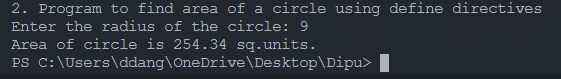 2. Program to find area of a circle using define directives
Enter the radius of the circle: 9
Area of circle is 254.34 sq.units.
PS C:\Users\ddang\OneDrive\Desktop\Dipu>